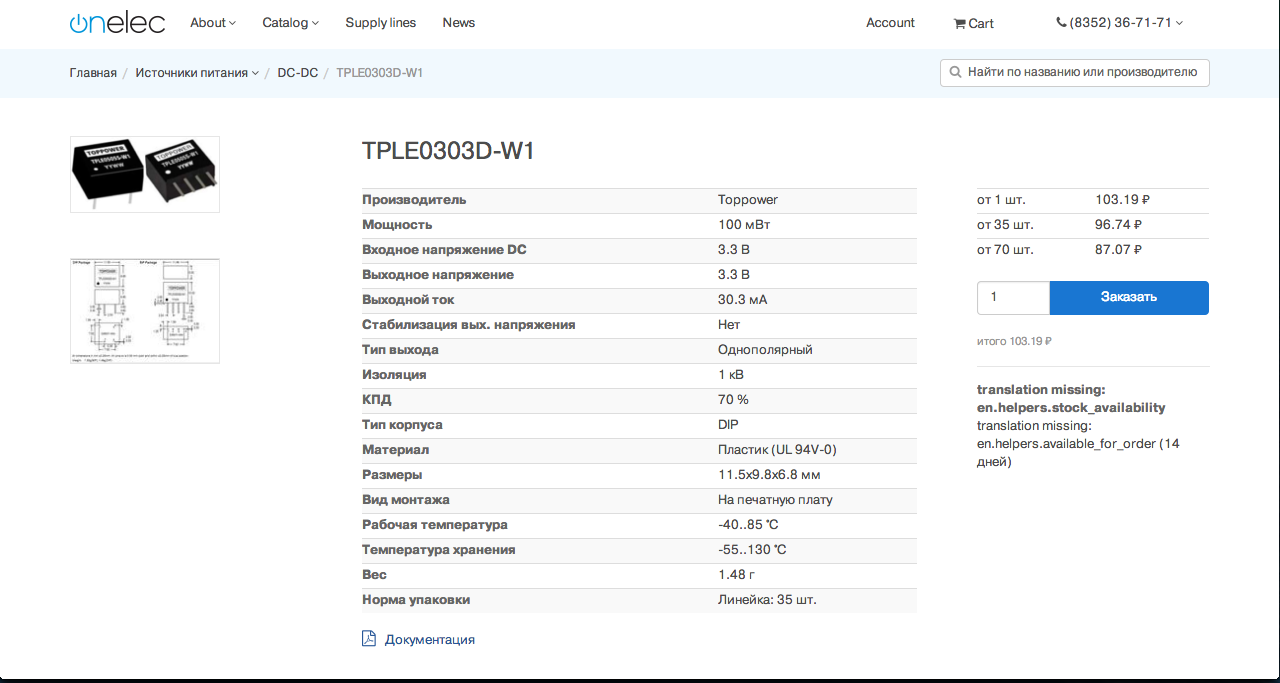 onelec
About
Catalog
Supply lines
News
Account
Cart
(8352) 36-71-71
Главная / Источники питания / DC-DC / TPLE0303D-W1
Найти по названию или производителю
TOPPOWER
TOPPOWER
YYWW
YYWW
TPLE0303D-W1
Производитель Toppower
Мощность 100 мВт
Входное напряжение DC 3.3 В
Выходное напряжение 3.3 В
Выходной ток 30.3 мА
Стабилизация вых. напряжения Нет
Тип выхода Однополярный
Изоляция 1 кВ
КПД 70 %
Тип корпуса DIP
Материал Пластик (UL 94V-0)
Размеры 11.5x9.8x6.8 мм
Вид монтажа На печатную плату
Рабочая температура -40..85 °C
Температура хранения -55..130 °C
Вес 1.48 г
Норма упаковки Линейка: 35 шт.
Документация
от 1 шт. 103.19 ₽
от 35 шт. 96.74 ₽
от 70 шт. 87.07 ₽
1
Заказать
итого 103.19 ₽
translation missing:
en.helpers.stock_availability
translation missing:
en.helpers.available_for_order (14
дней)